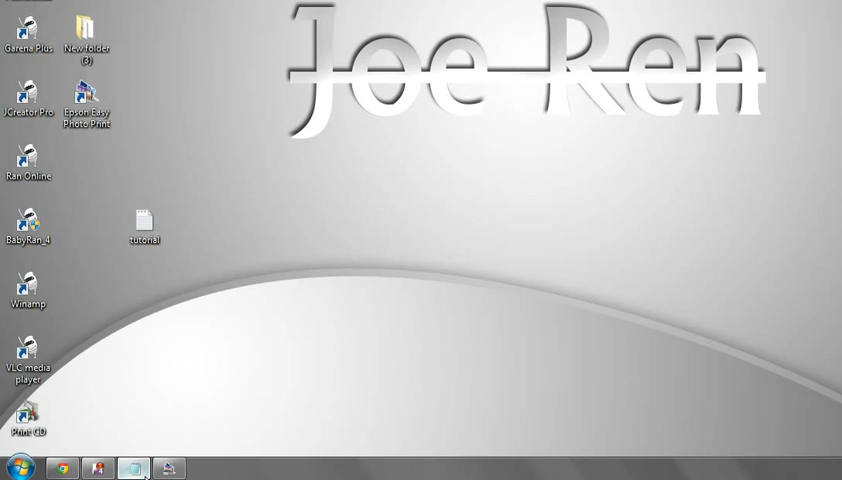 Joe Ren
Garena Plus
New folder
(3)
JCreator Pro
Epson Easy
Photo Print
Ran Online
tutorial
BabyRan_4
Winamp
VLC media
player
Print CD